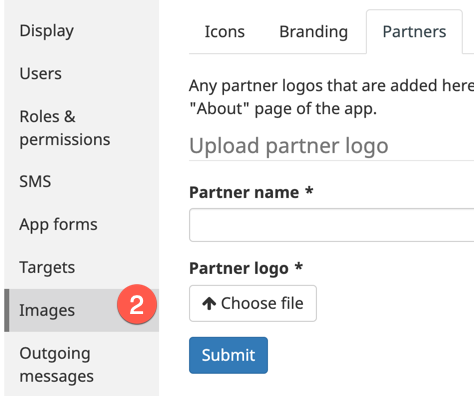 Display
Users
Roles &
permissions
SMS
App forms
Targets
Images
2
Outgoing
messages
Icons
Branding
Partners
Any partner logos that are added here
"About" page of the app.
Upload partner logo
Partner name *
Partner logo *
Choose file
Submit